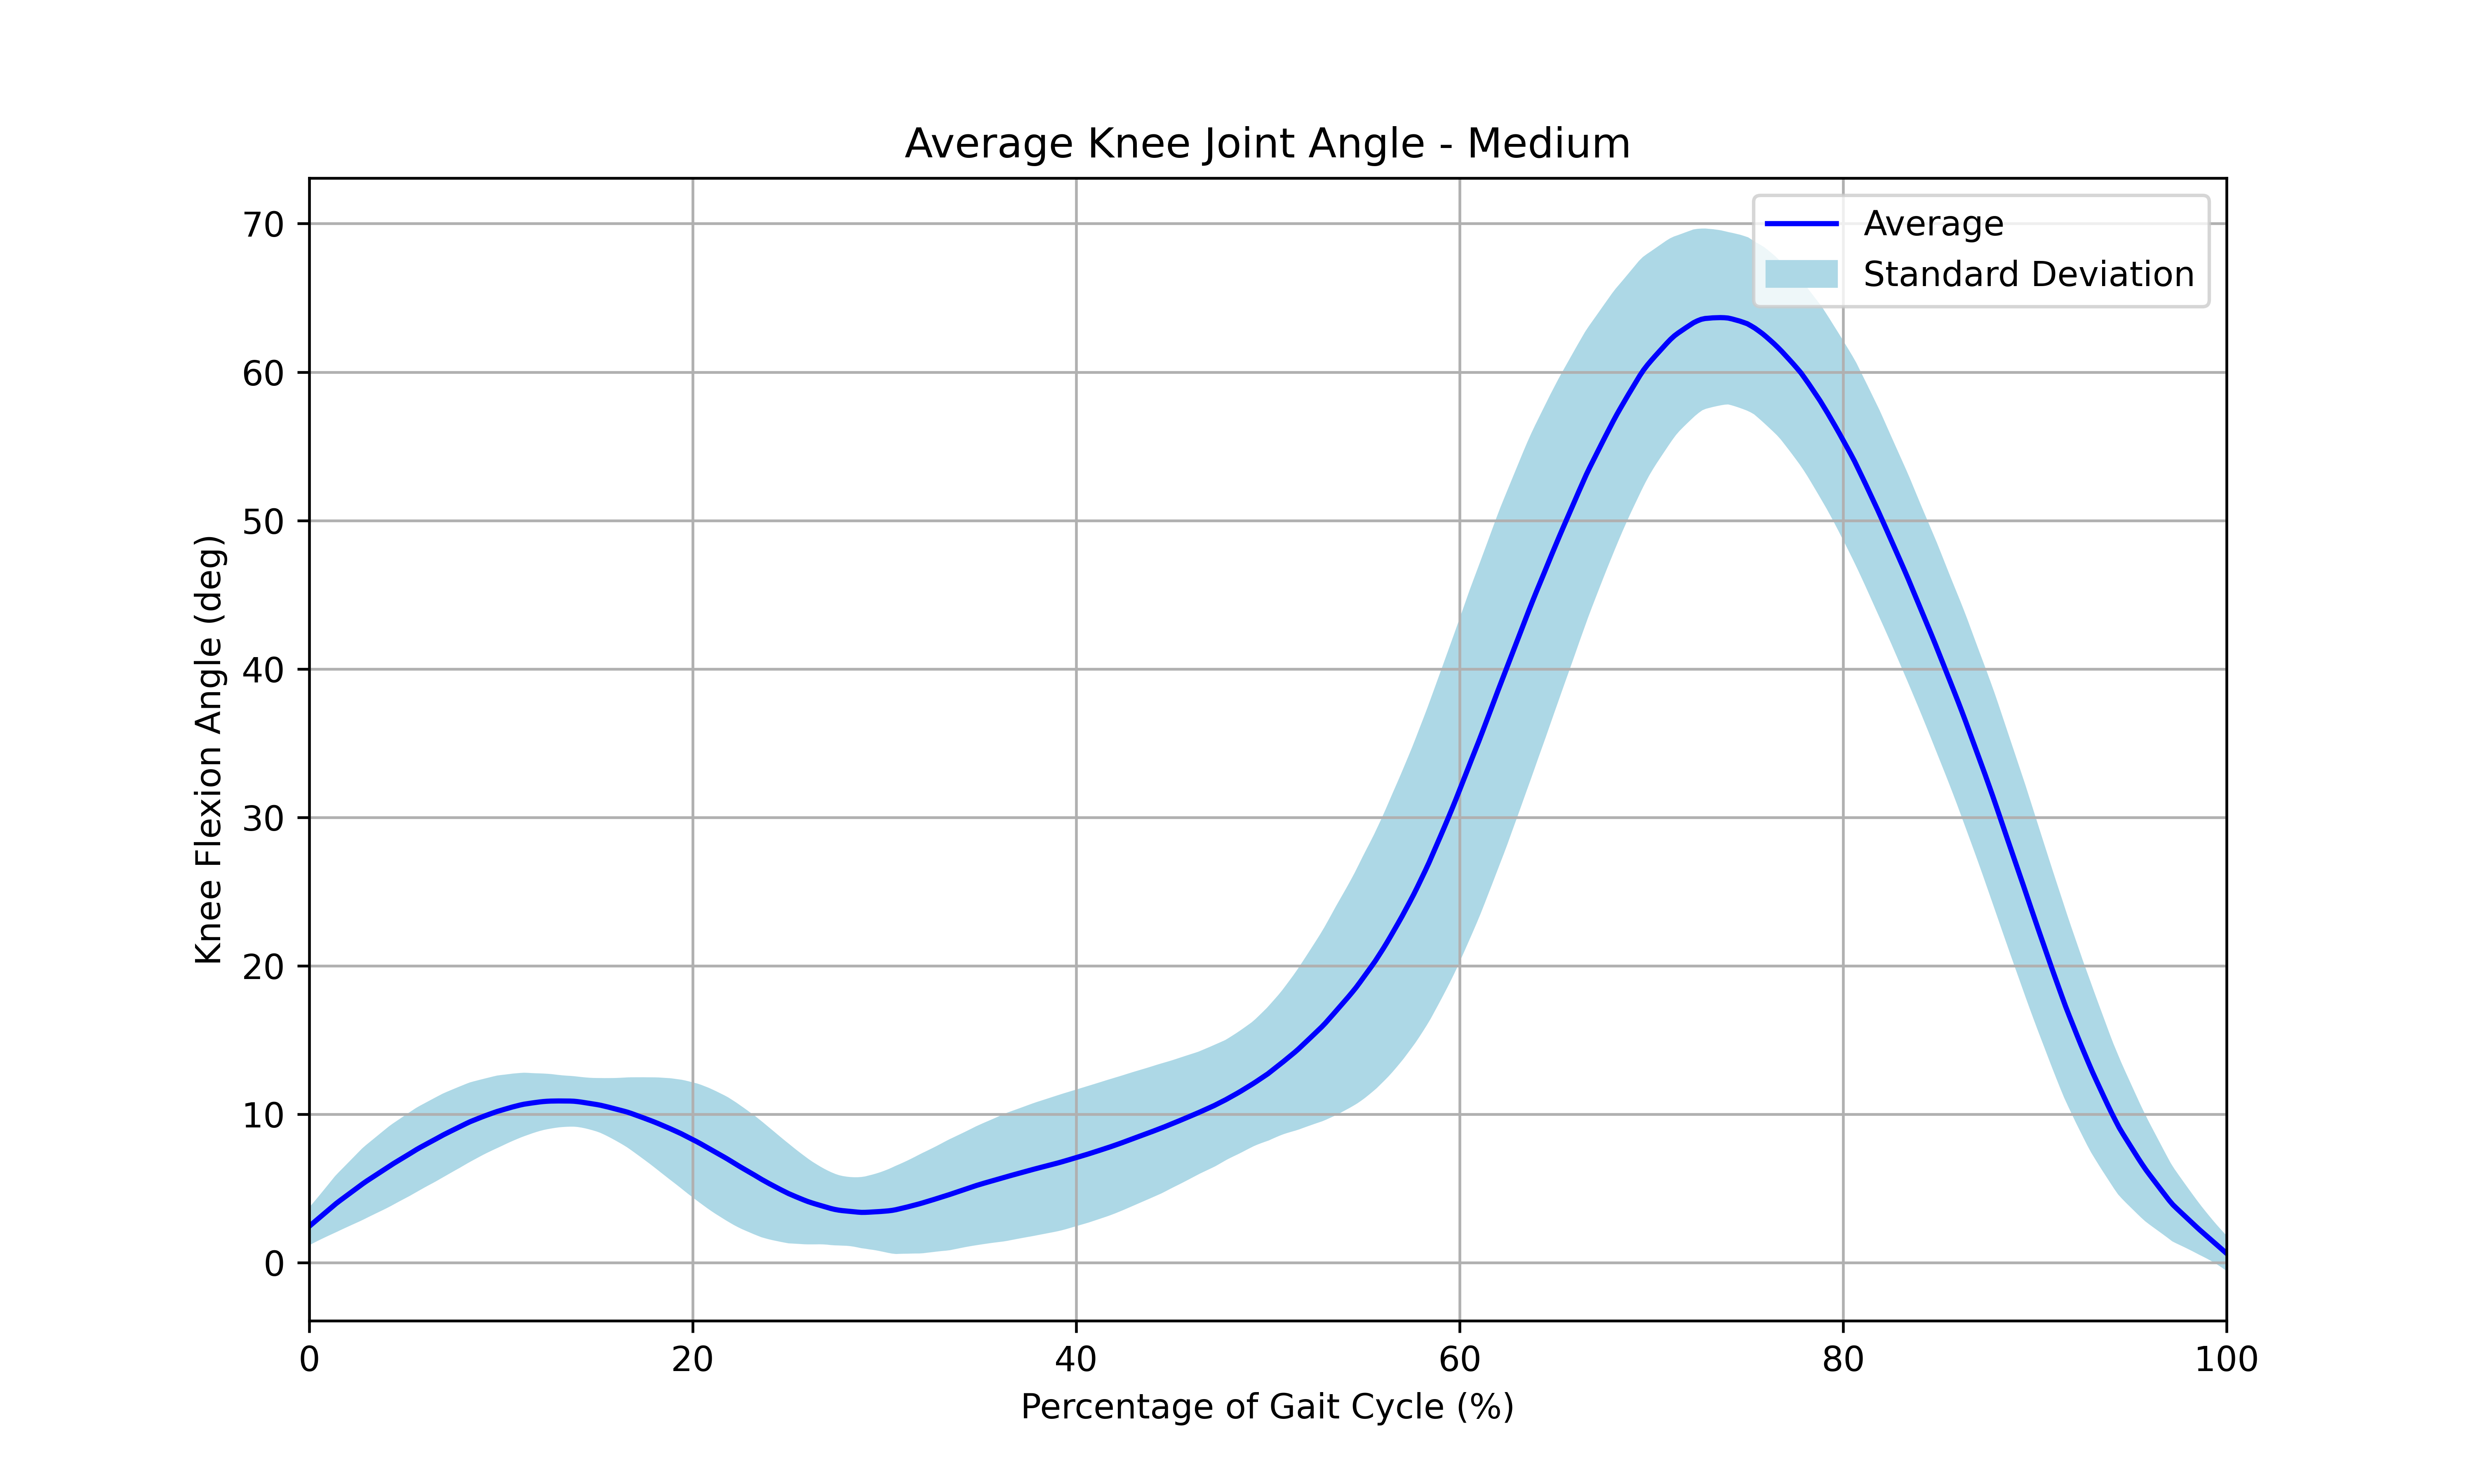 Average Knee Joint Angle - Medium
Average
Standard Deviation
Knee Flexion Angle (deg)
70
60
50
40
30
20
10
0
0 20 40 60 80 100
Percentage of Gait Cycle (%)